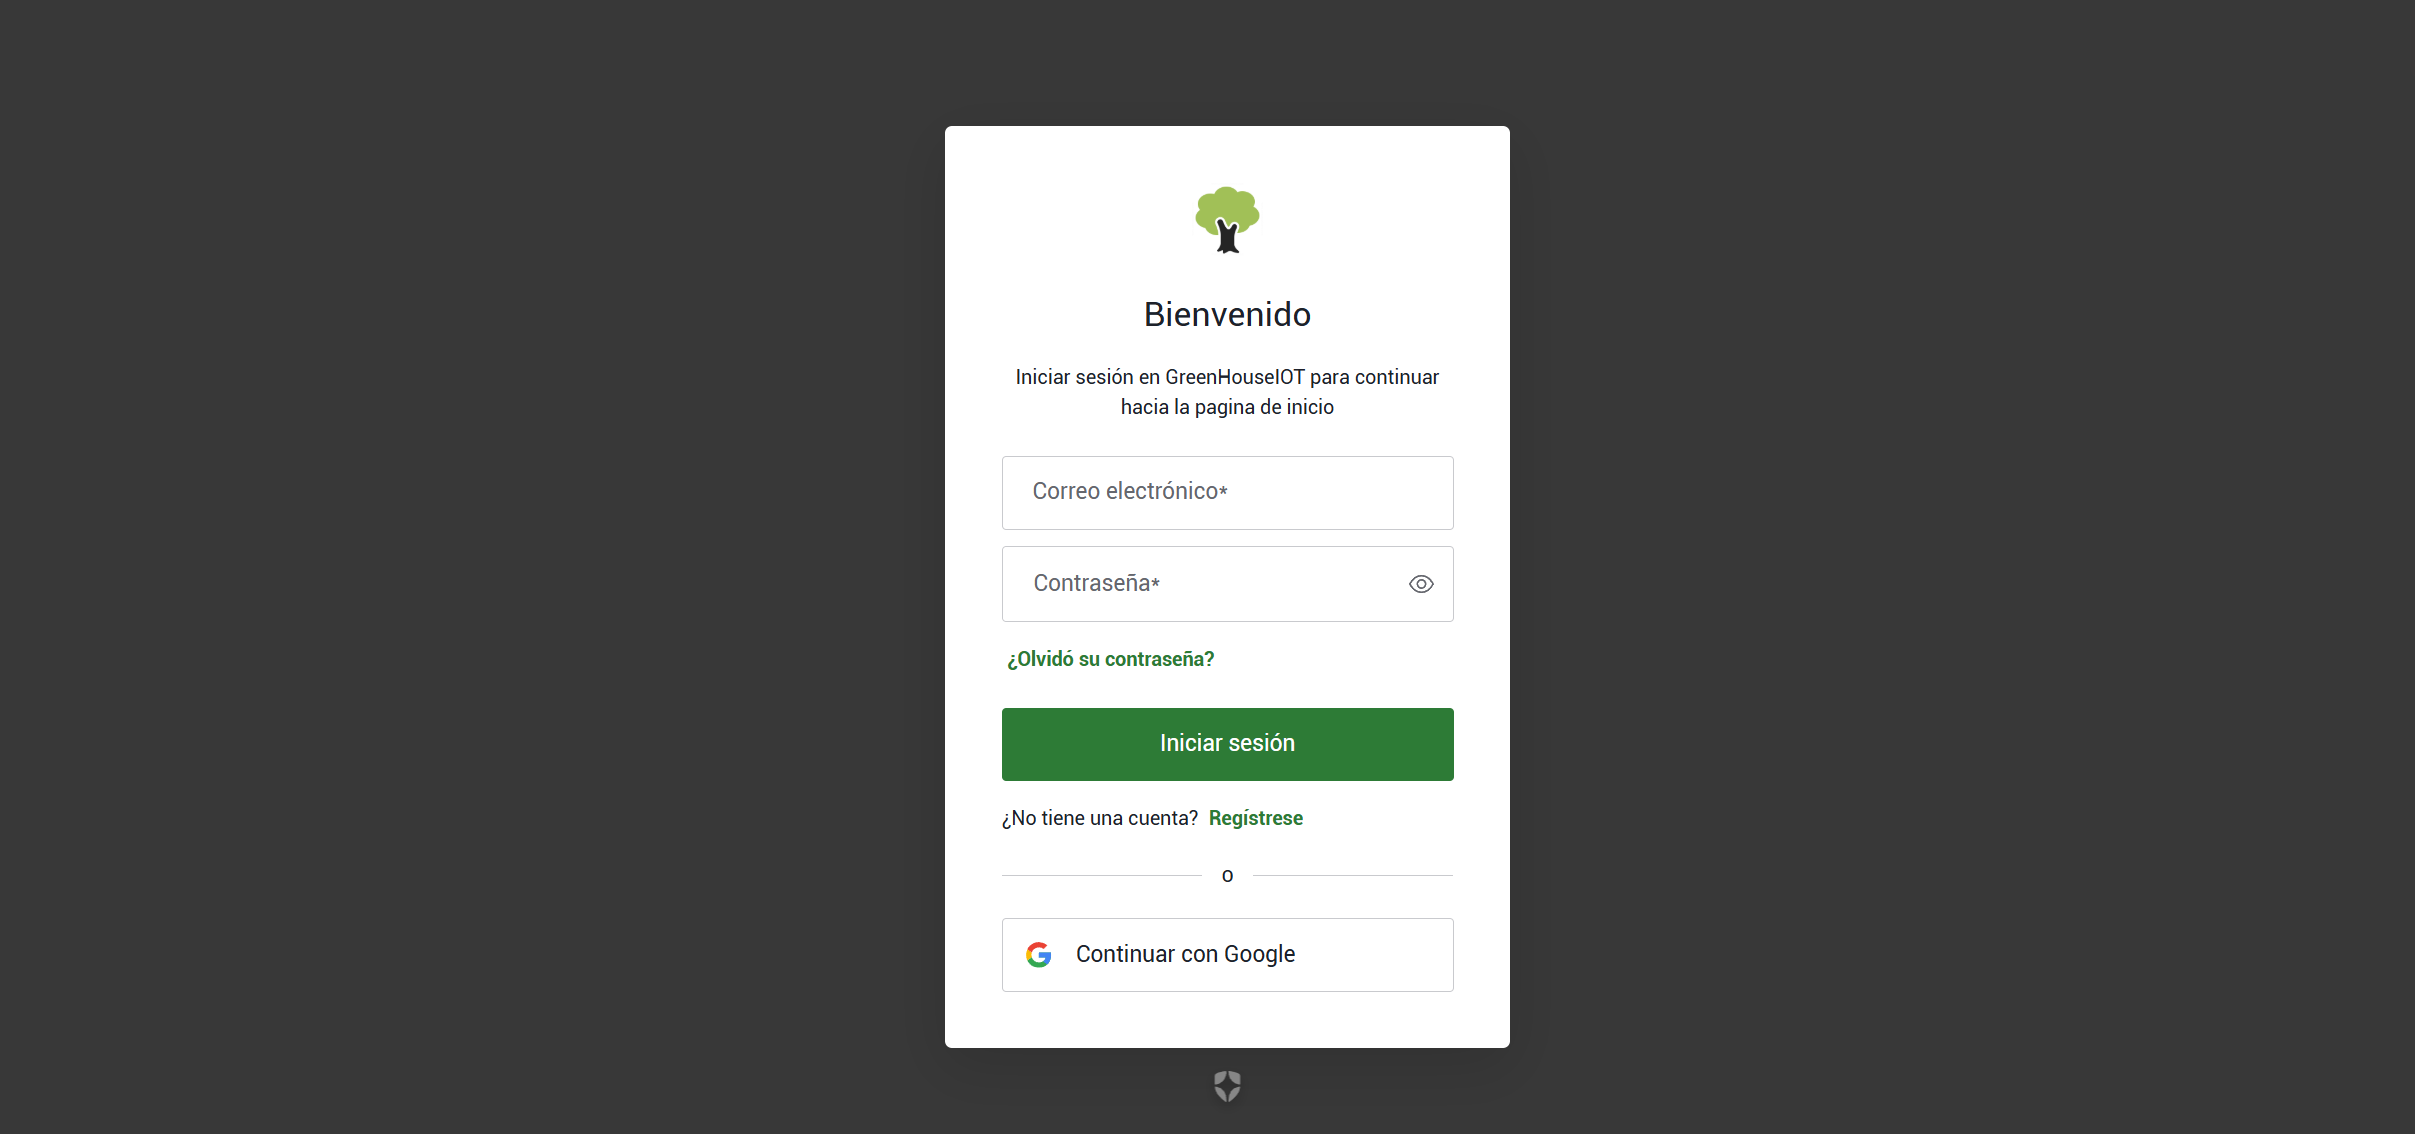 Bienvenido
Iniciar sesión en GreenHouseIOT para continuar
hacia la pagina de inicio
Correo electrónico*
Contraseña*
¿Olvidó su contraseña?
Iniciar sesión
¿No tiene una cuenta? Regístrese
o
Continuar con Google